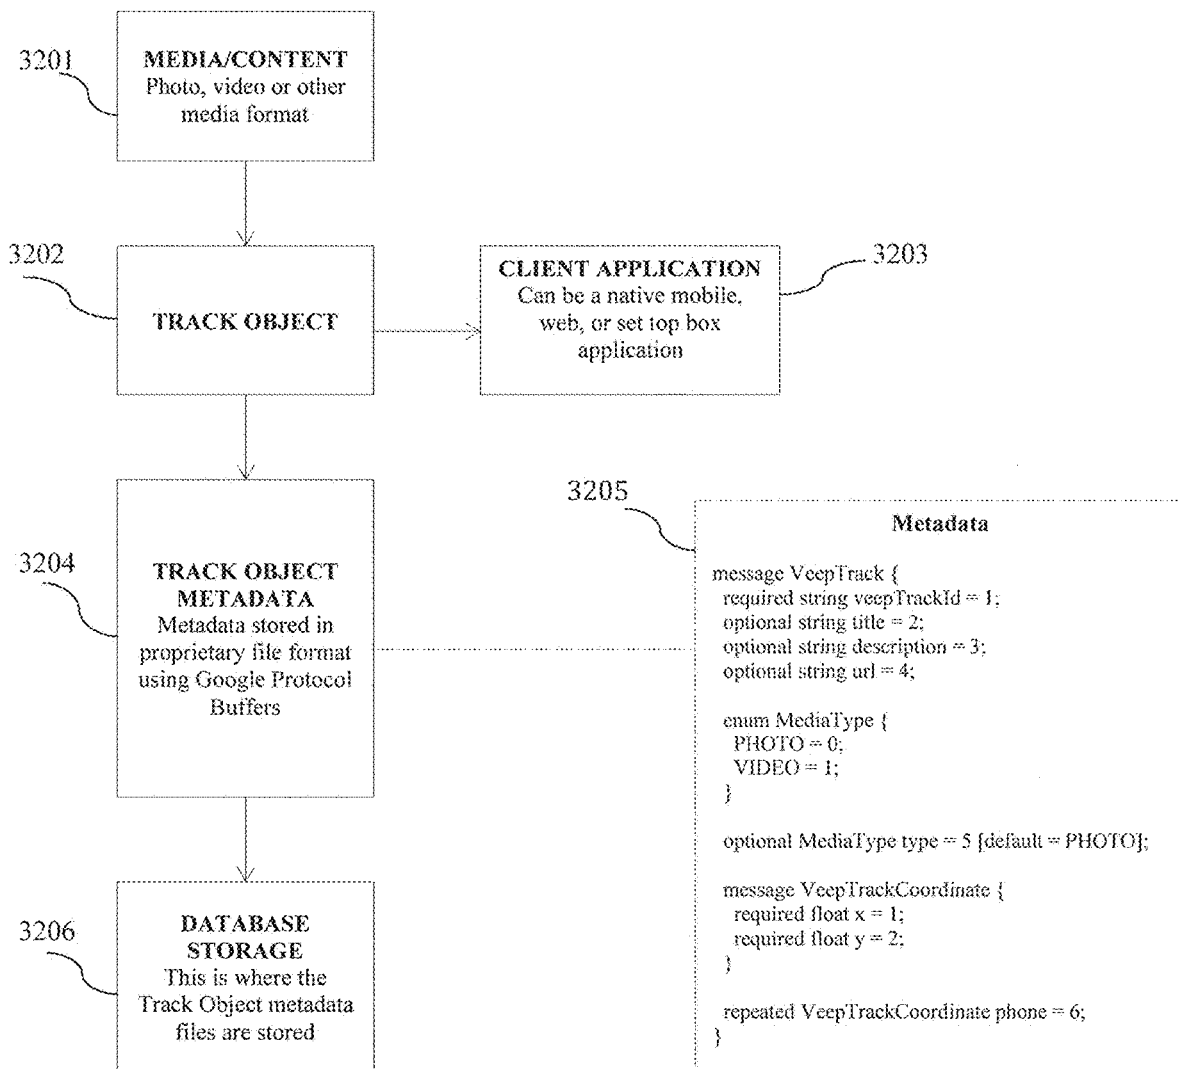 3201
MEDIA/CONTENT
Photo, video or other
media format
3202
TRACK OBJECT
CLIENT APPLICATION
Can be a native mobile,
web, or set top box
application
3203
3204
TRACK OBJECT
METADATA
Metadata stored in
proprietary file format
using Google Protocol
Buffers
3205
Metadata
message VeepTrack {
required string veepTrackId = 1;
optional string title = 2;
optional string description = 3;
optional string url = 4;
enum MediaType {
PHOTO = 0;
VIDEO = 1;
}
optional MediaType type = 5 [default = PHOTO];
message VeepTrackCoordinate {
required float x = 1;
required float y = 2;
}
repeated VeepTrackCoordinate phone = 6;
}
3206
DATABASE
STORAGE
This is where the
Track Object metadata
files are stored